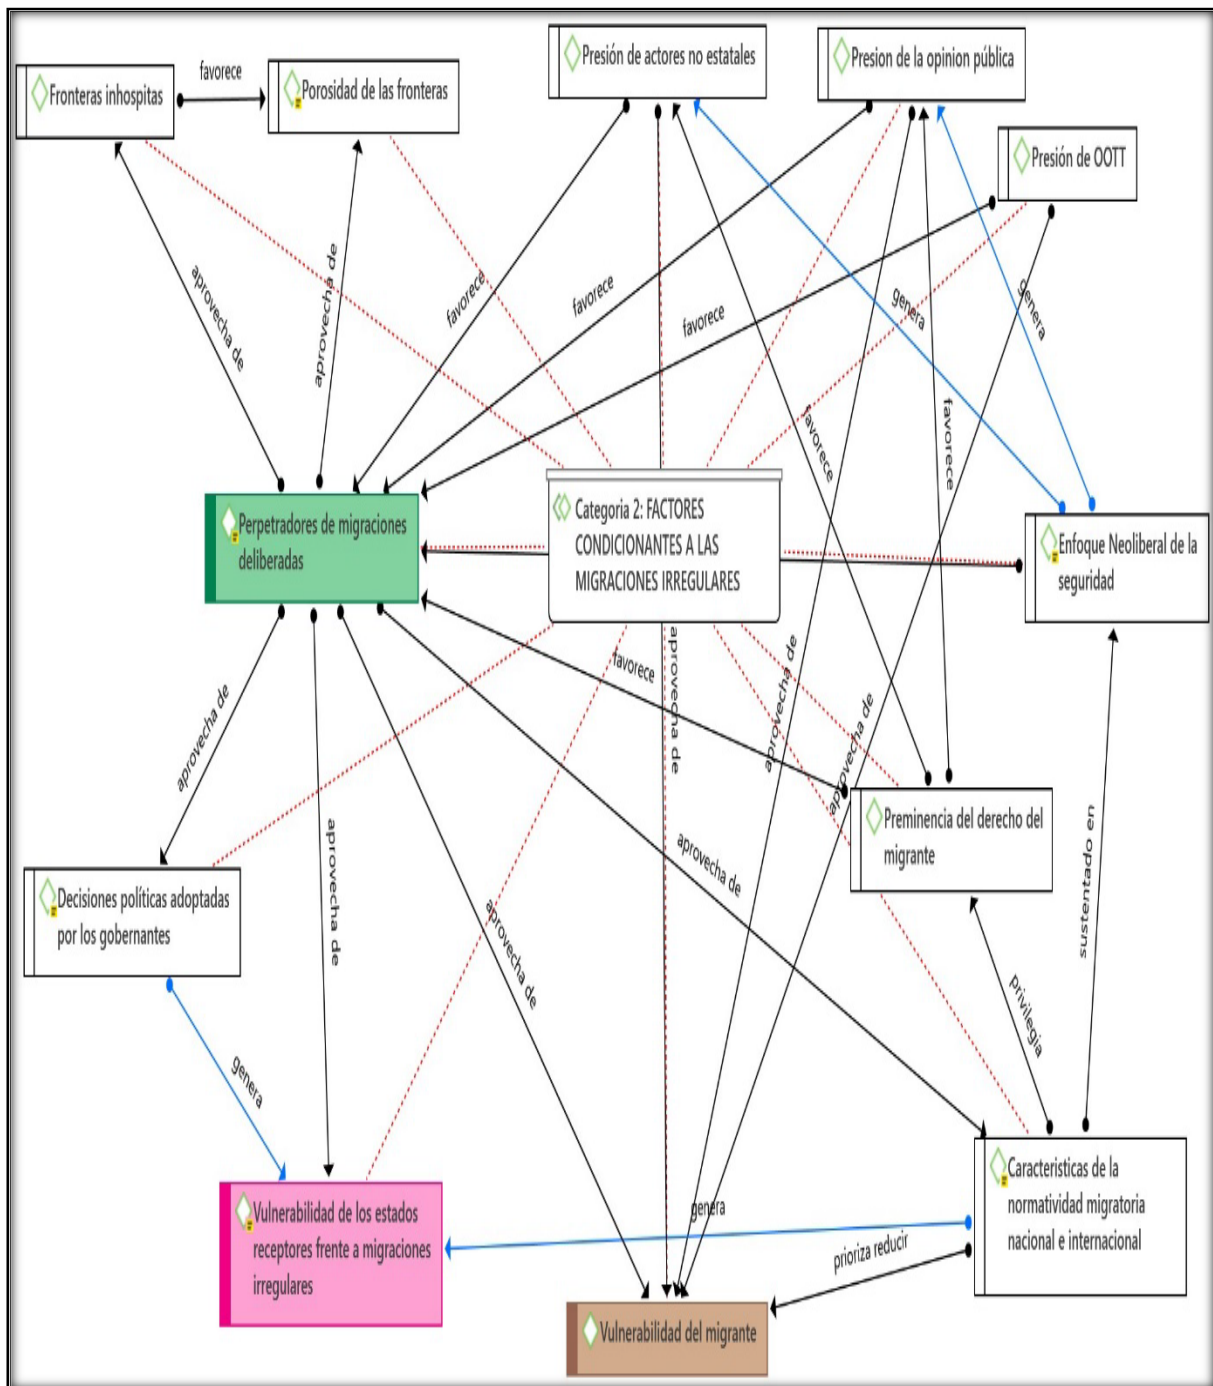 Presión de actores no estatales
Presion de la opinion pública
Fronteras inhospitas
favorece
Porosidad de las fronteras
Presión de OOTT
aprovecha de
aprovecha de
favorece
favorece
favorece
genera
genera
favorece
favorece
Perpetradores de migraciones
deliberadas
Categoria 2: FACTORES
CONDICIONANTES A LAS
MIGRACIONES IRREGULARES
Enfoque Neoliberal de la
seguridad
favorece
aprovecha de
aprovecha de
aprovecha de
aprovecha de
aprovecha de
aprovecha de
aprovecha de
Preminencia del derecho del
migrante
sustentado en
Decisiones políticas adoptadas
por los gobernantes
aprovecha de
privilegia
genera
Vulnerabilidad de los estados
receptores frente a migraciones
irregulares
genera
prioriza reducir
Caracteristicas de la
normatividad migratoria
nacional e internacional
Vulnerabilidad del migrante